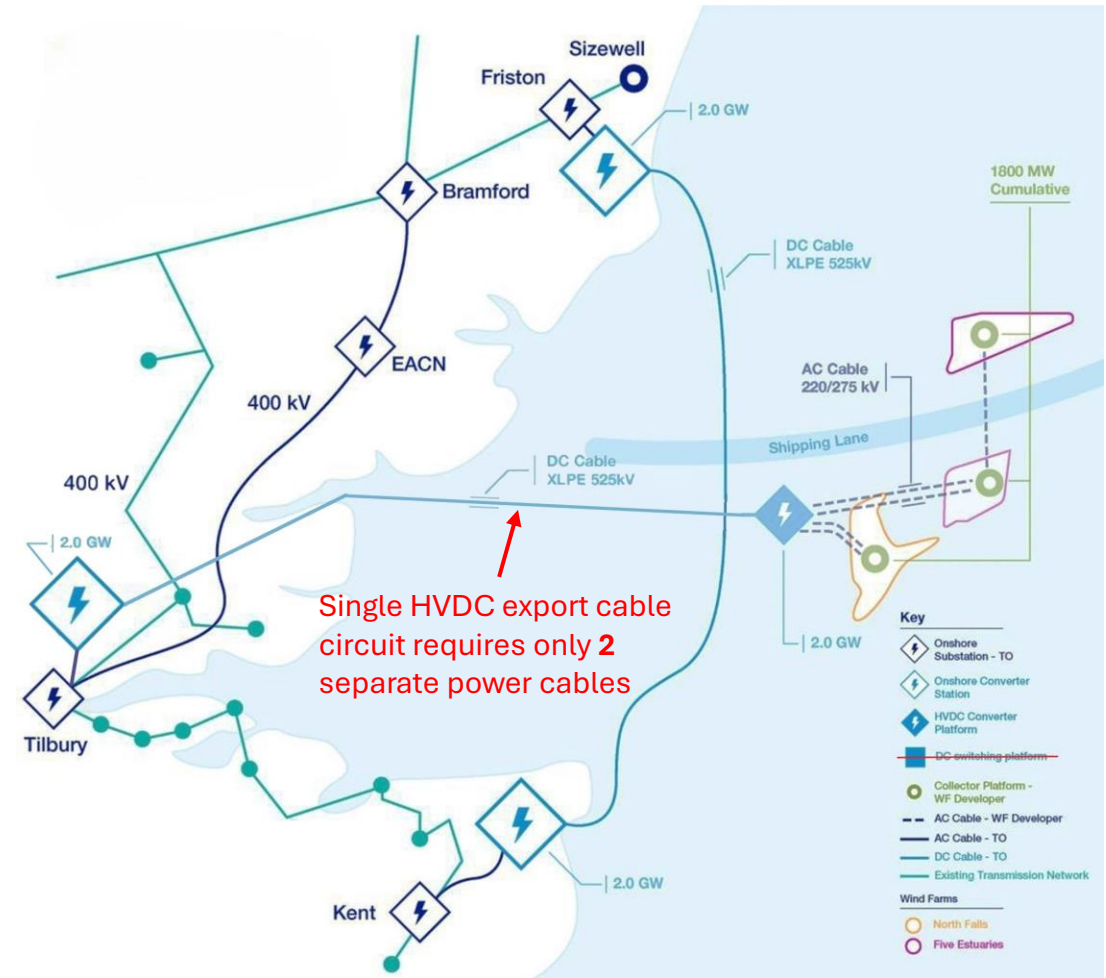 Sizewell
Friston
| 2.0 GW
Bramford
1800 MW
Cumulative
DC Cable
XLPE 525kV
EACN
AC Cable
220/275 kV
400 kV
Shipping Lane
DC Cable
XLPE 525kV
400 kV
| 2.0 GW
Single HVDC export cable
circuit requires only 2
separate power cables
| 2.0 GW
Tilbury
| 2.0 GW
Kent
Key
Onshore
Substation - TO
Onshore Converter
Station
HVDC Converter
Platform
DC switching platform
Collector Platform -
WF Developer
AC Cable - WF Developer
AC Cable - TO
DC Cable - TO
Existing Transmission Network
Wind Farms
North Falls
Five Estuaries